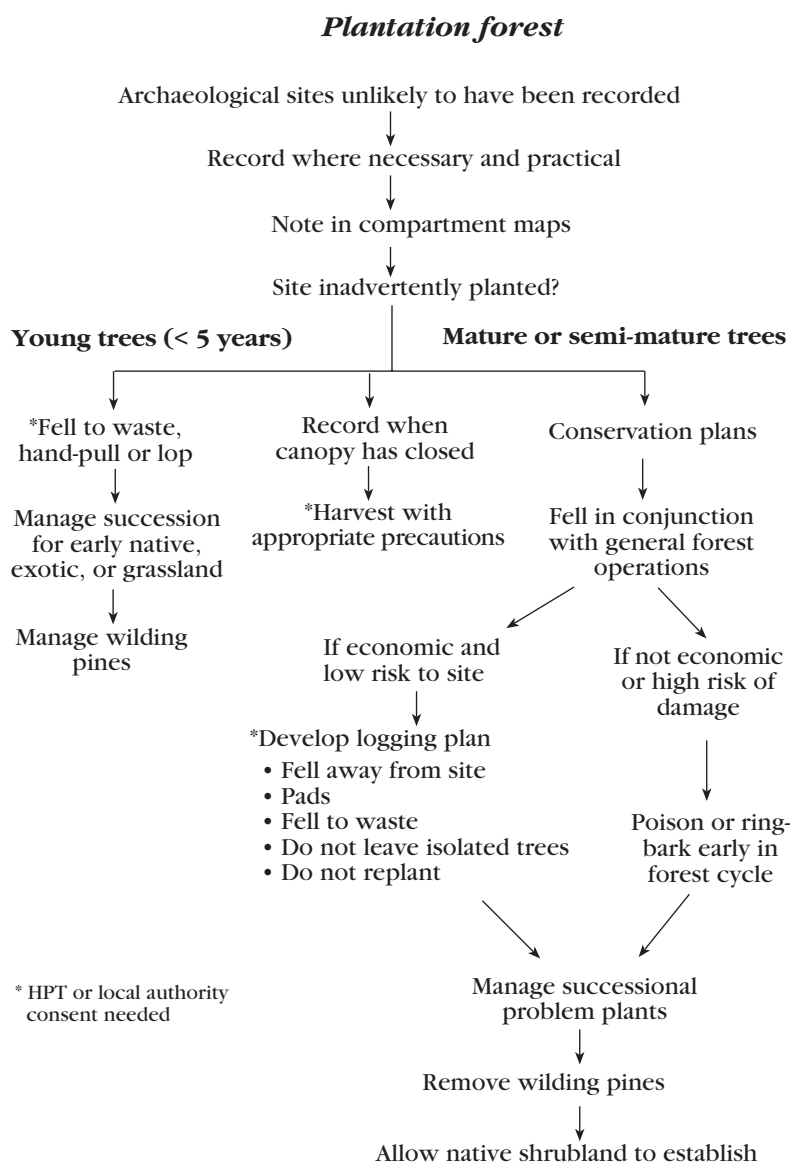 Plantation forest
Archaeological sites unlikely to have been recorded
Record where necessary and practical
Note in compartment maps
Site inadvertently planted?
Young trees (< 5 years)
Mature or semi-mature trees
*Fell to waste,
hand-pull or lop
Manage succession
for early native,
exotic, or grassland
Manage wilding
pines
Record when
canopy has closed
*Harvest with
appropriate precautions
Conservation plans
Fell in conjunction
with general forest
operations
If economic and
low risk to site
*Develop logging plan
• Fell away from site
• Pads
• Fell to waste
• Do not leave isolated trees
• Do not replant
If not economic
or high risk of
damage
Poison or ring-
bark early in
forest cycle
Manage successional
problem plants
Remove wilding pines
Allow native shrubland to establish
* HPT or local authority
consent needed